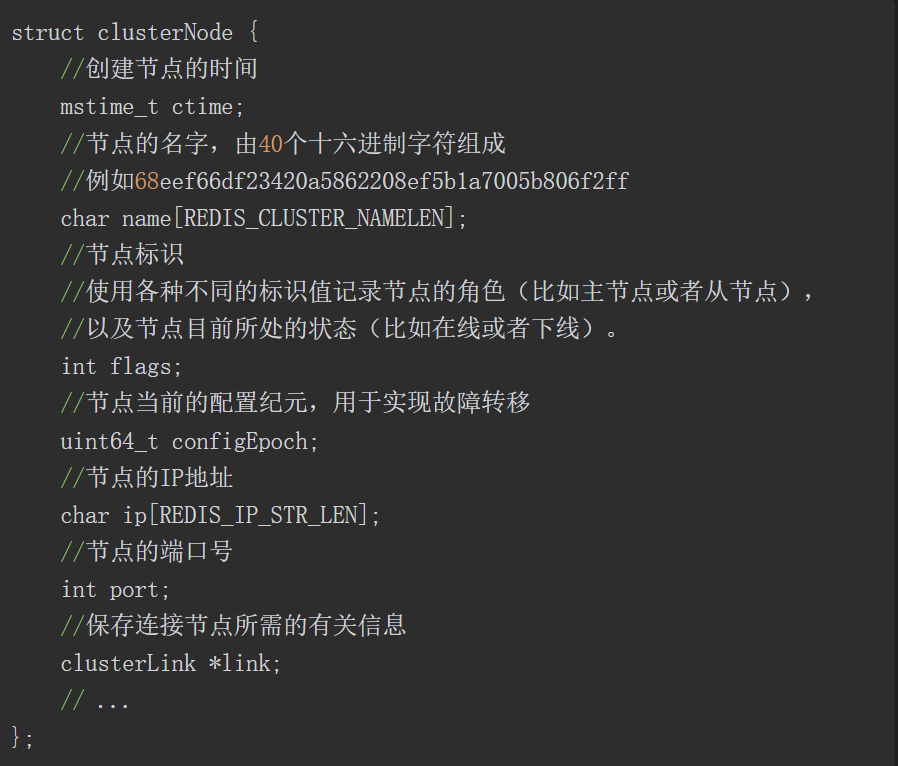 struct clusterNode {
//创建节点的时间
mstime_t ctime;
//节点的名字，由40个十六进制字符组成
//例如68eef66df23420a5862208ef5b1a7005b806f2ff
char name[REDIS_CLUSTER_NAMELEN];
//节点标识
//使用各种不同的标识值记录节点的角色（比如主节点或者从节点），
//以及节点目前所处的状态（比如在线或者下线）。
int flags;
//节点当前的配置纪元，用于实现故障转移
uint64_t configEpoch;
//节点的IP地址
char ip[REDIS_IP_STR_LEN];
//节点的端口号
int port;
//保存连接节点所需的有关信息
clusterLink *link;
// ...
};